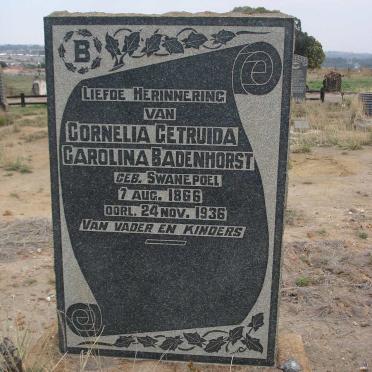 B
LIEFDE HERINNERING
VAN
CORNELIA GETRUIDA
CAROLINA BADENHORST
GEB. SWANEPOEL
7 AUG. 1866
OORL. 24 NOV. 1936
VAN VADER EN KINDERS
B